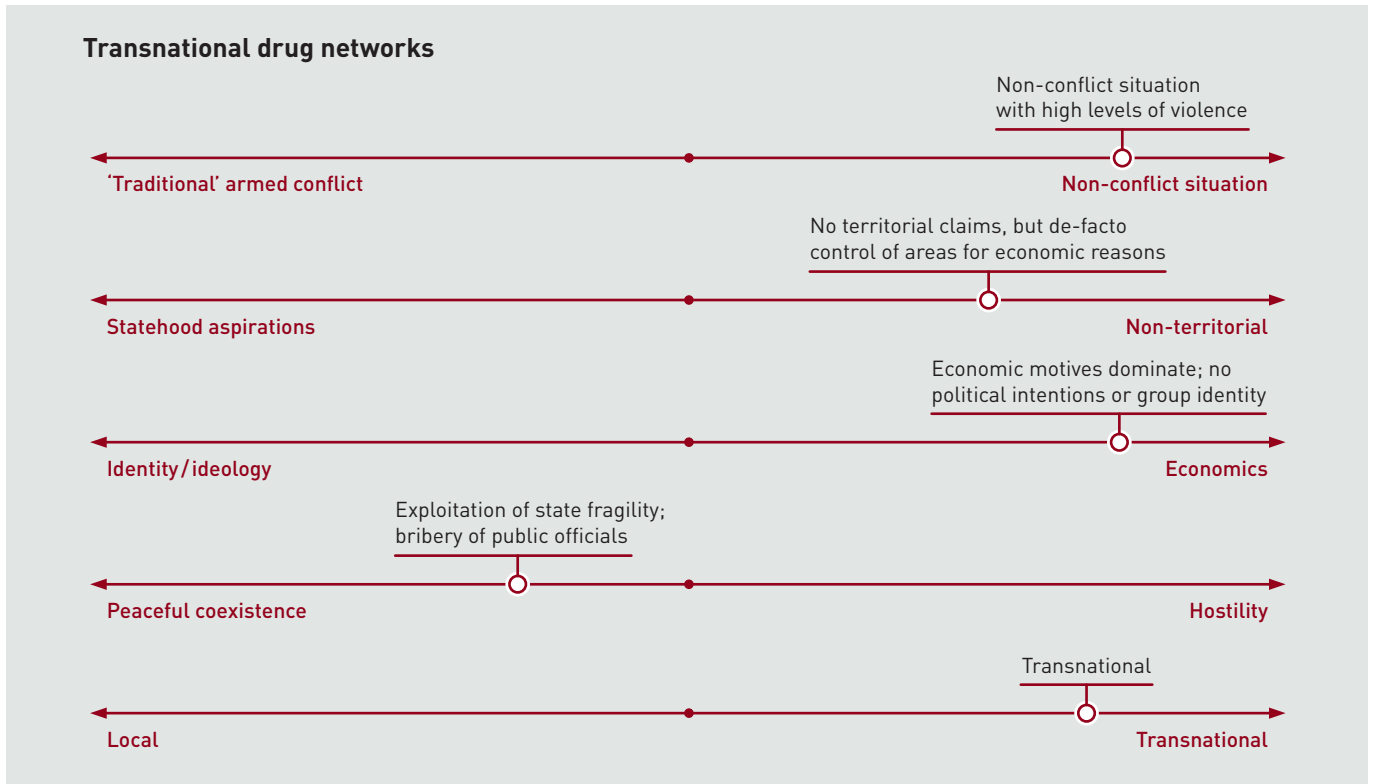 Transnational drug networks
Non-conflict situation
with high levels of violence
‘Traditional’ armed conflict
Non-conflict situation
No territorial claims, but de-facto
control of areas for economic reasons
Statehood aspirations
Non-territorial
Economic motives dominate; no
political intentions or group identity
Identity/ideology
Economics
Exploitation of state fragility;
bribery of public officials
Peaceful coexistence
Hostility
Transnational
Local
Transnational